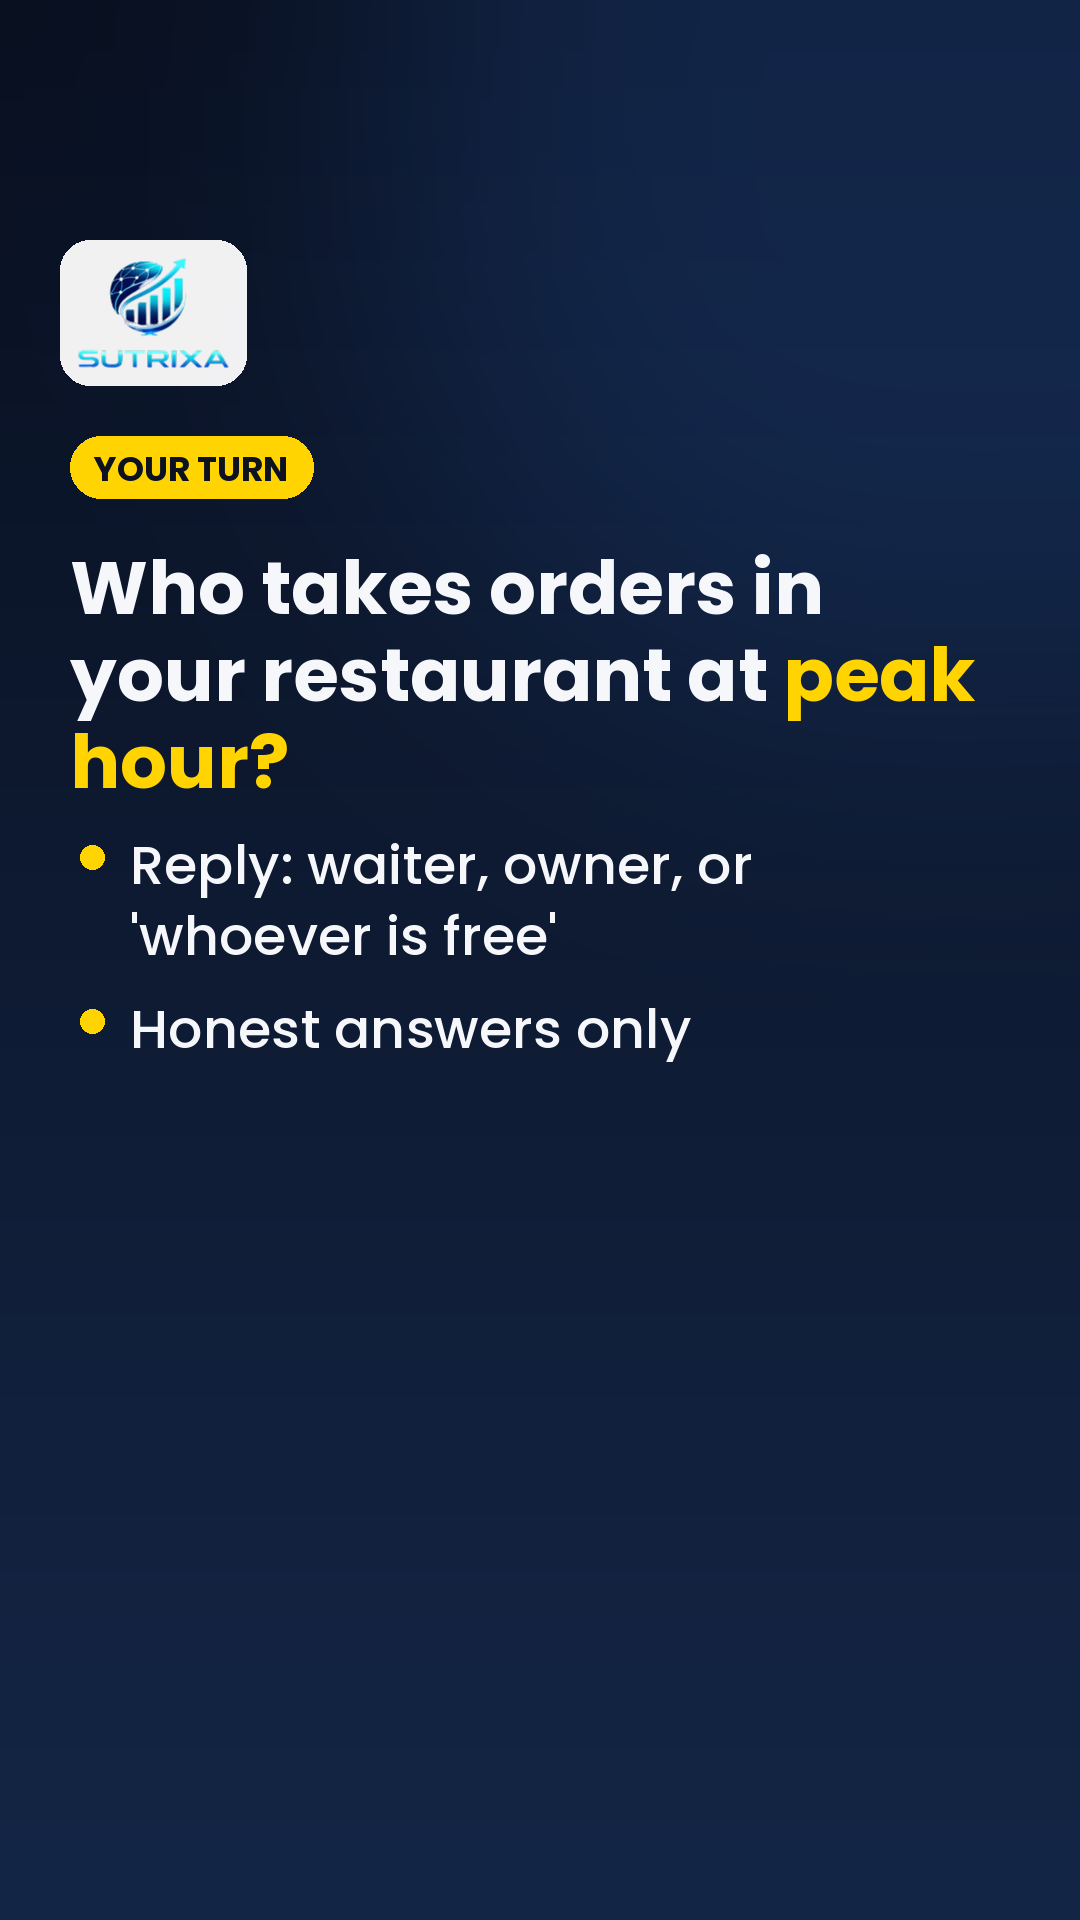 SUTRIXA
YOUR TURN
Who takes orders in
your restaurant at peak
hour?
Reply: waiter, owner, or
'whoever is free'
Honest answers only